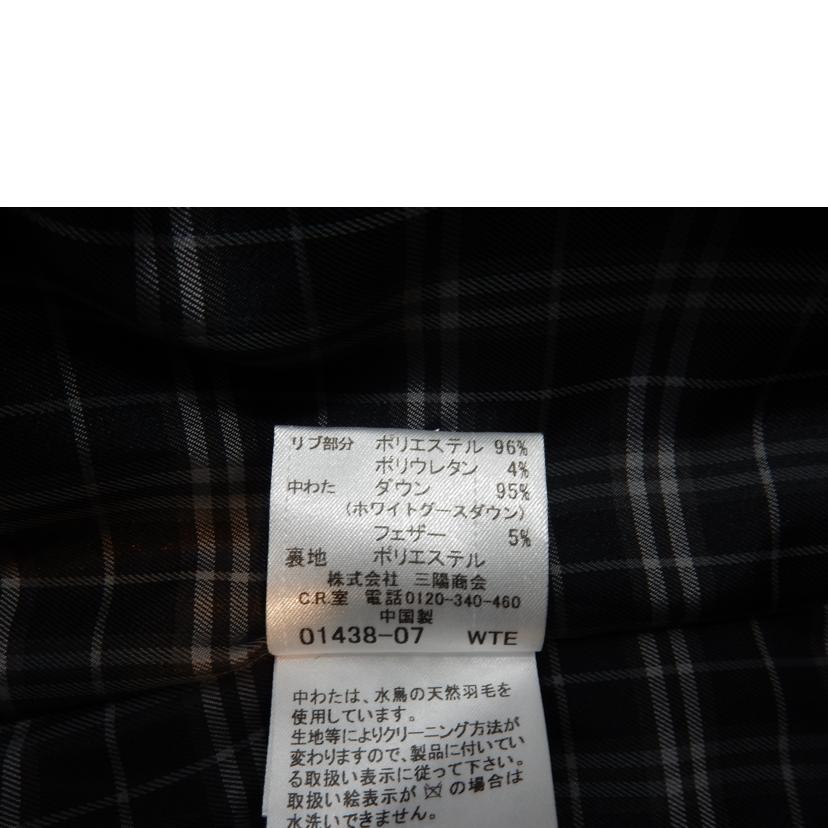 リブ部分 ポリエステル 96%
ポリウレタン 4%
中わた ダウン 95%
(ホワイトグースダウン)
フェザー 5%
裏地 ポリエステル
株式会社 三陽商会
C.R.室 電話0120-340-460
中国製
01438-07 WTE
中わたは、水鳥の天然羽毛を
使用しています。
生地等によりクリーニング方法が
変わりますので、製品に付いてい
る取扱い表示に従って下さい。
取扱い絵表示が の場合は
水洗いできません。